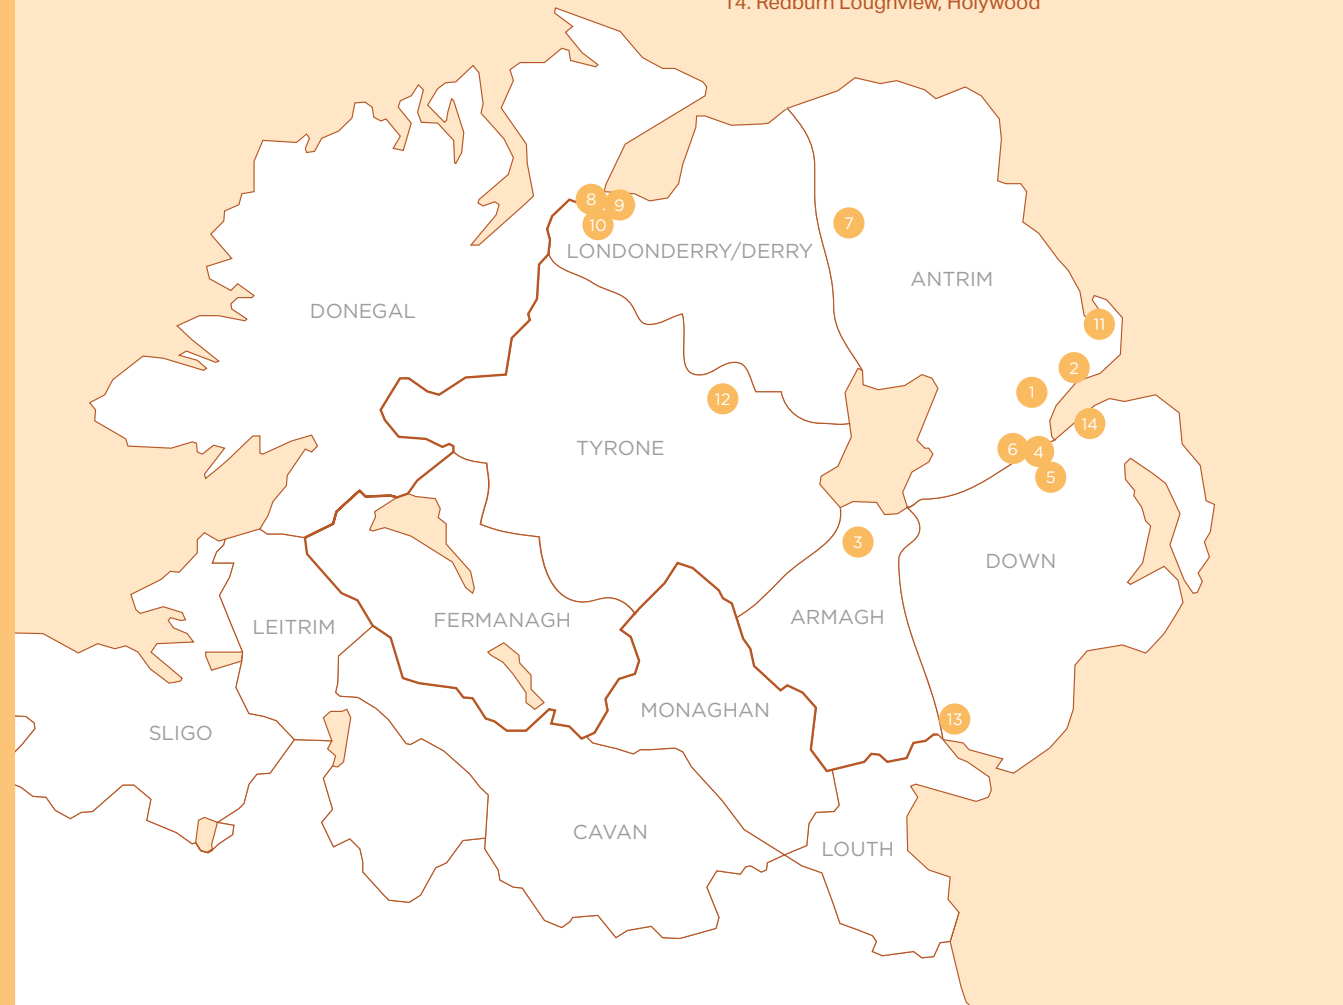 14. Redburn Loughview, Holywood
8
9
10
7
LONDONDERRY/DERRY
ANTRIM
DONEGAL
11
2
1
12
14
TYRONE
6
4
5
3
DOWN
ARMAGH
FERMANAGH
LEITRIM
MONAGHAN
13
SLIGO
CAVAN
LOUTH